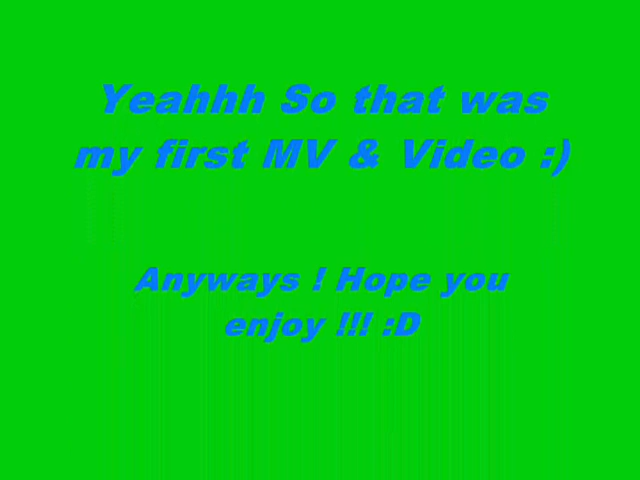 Yeahhh So that was
my first MV & Video :)
Anyways ! Hope you
enjoy !!! :D